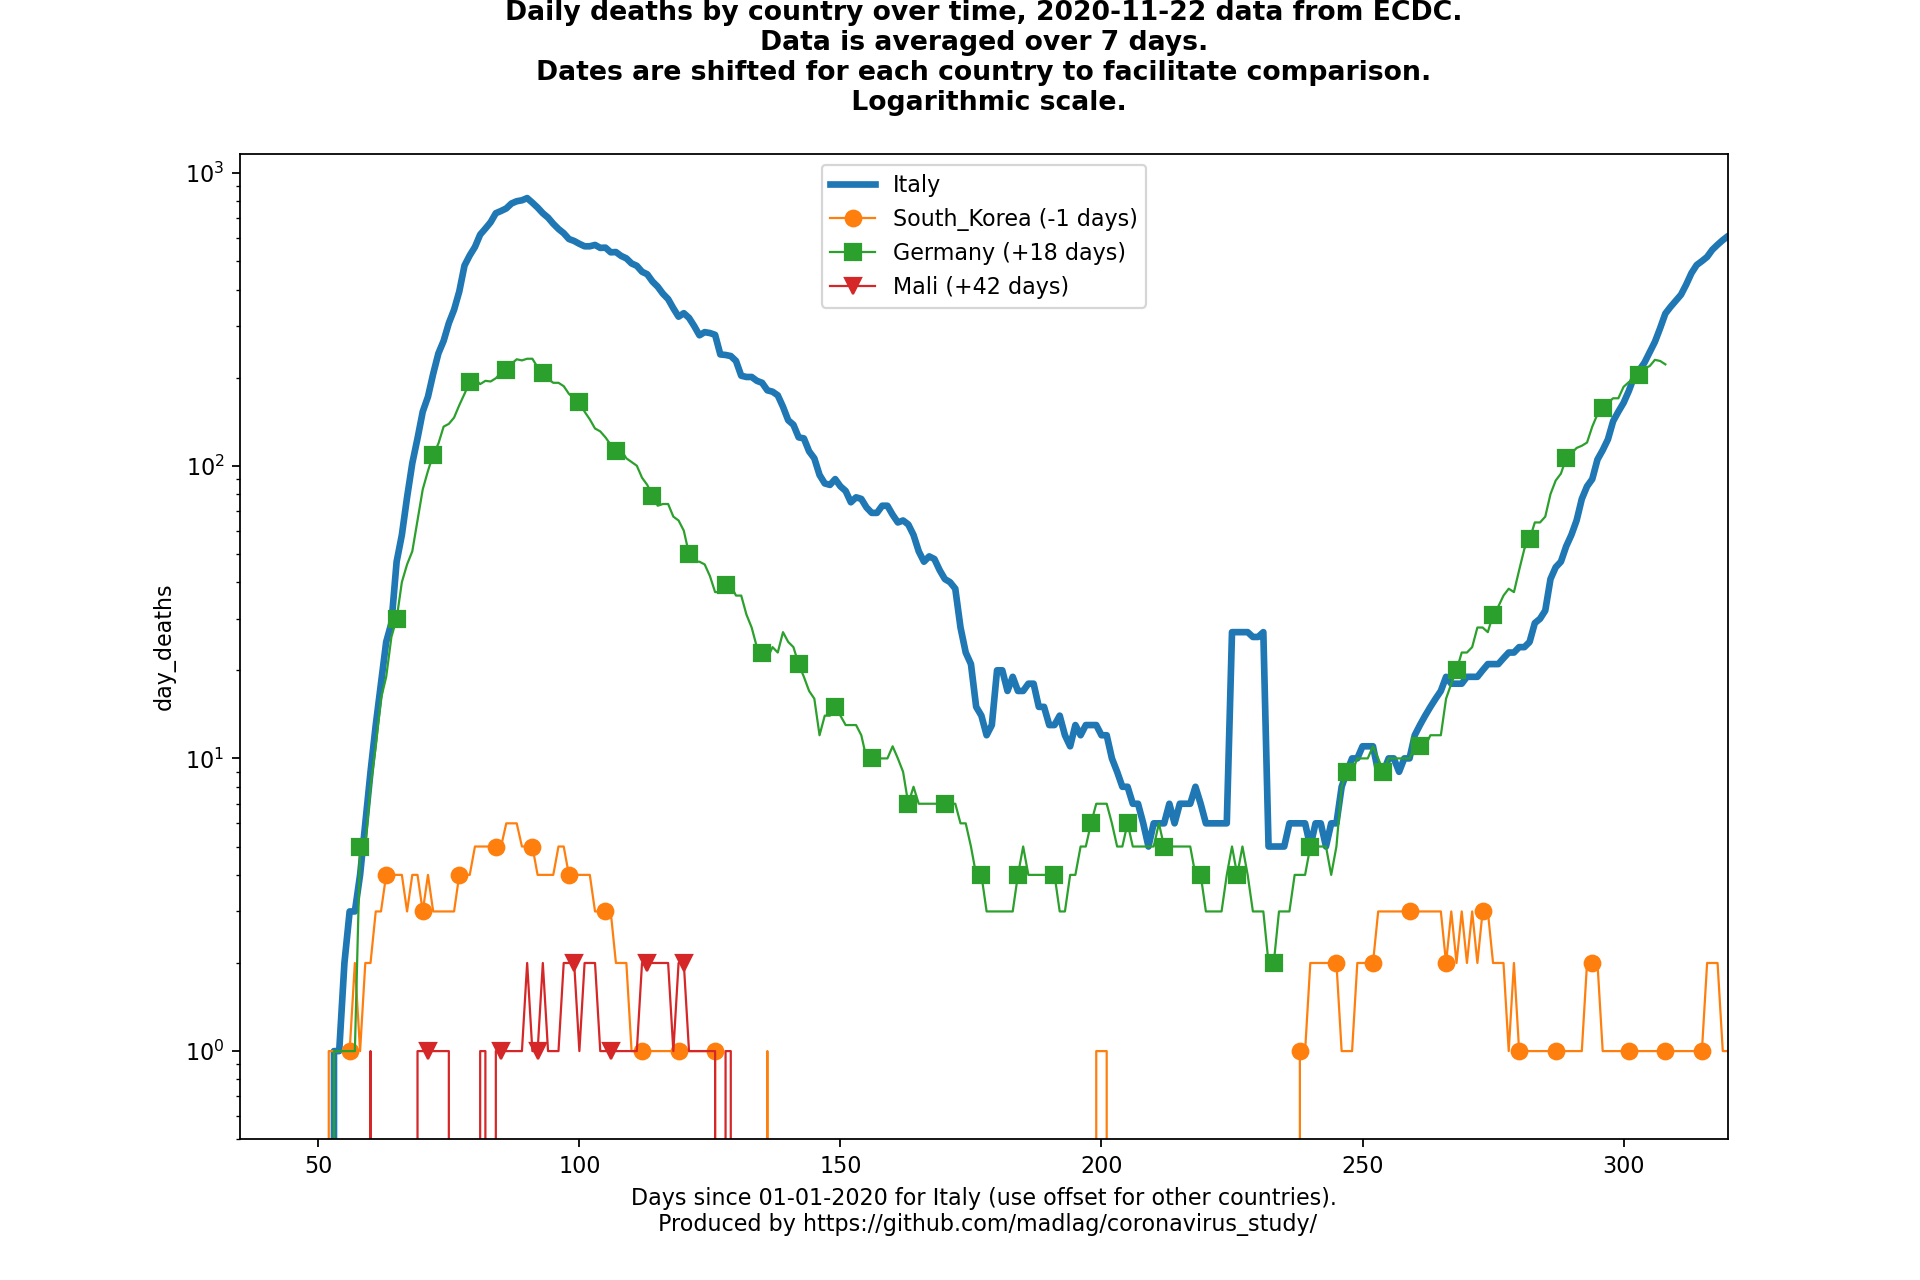 Daily deaths by country over time, 2020-11-22 data from ECDC.
Data is averaged over 7 days.
Dates are shifted for each country to facilitate comparison.
Logarithmic scale.
Italy
South_Korea (-1 days)
Germany (+18 days)
Mali (+42 days)
day_deaths
10³
10²
10¹
10⁰
50 100 150 200 250 300
Days since 01-01-2020 for Italy (use offset for other countries).
Produced by https://github.com/madlag/coronavirus_study/